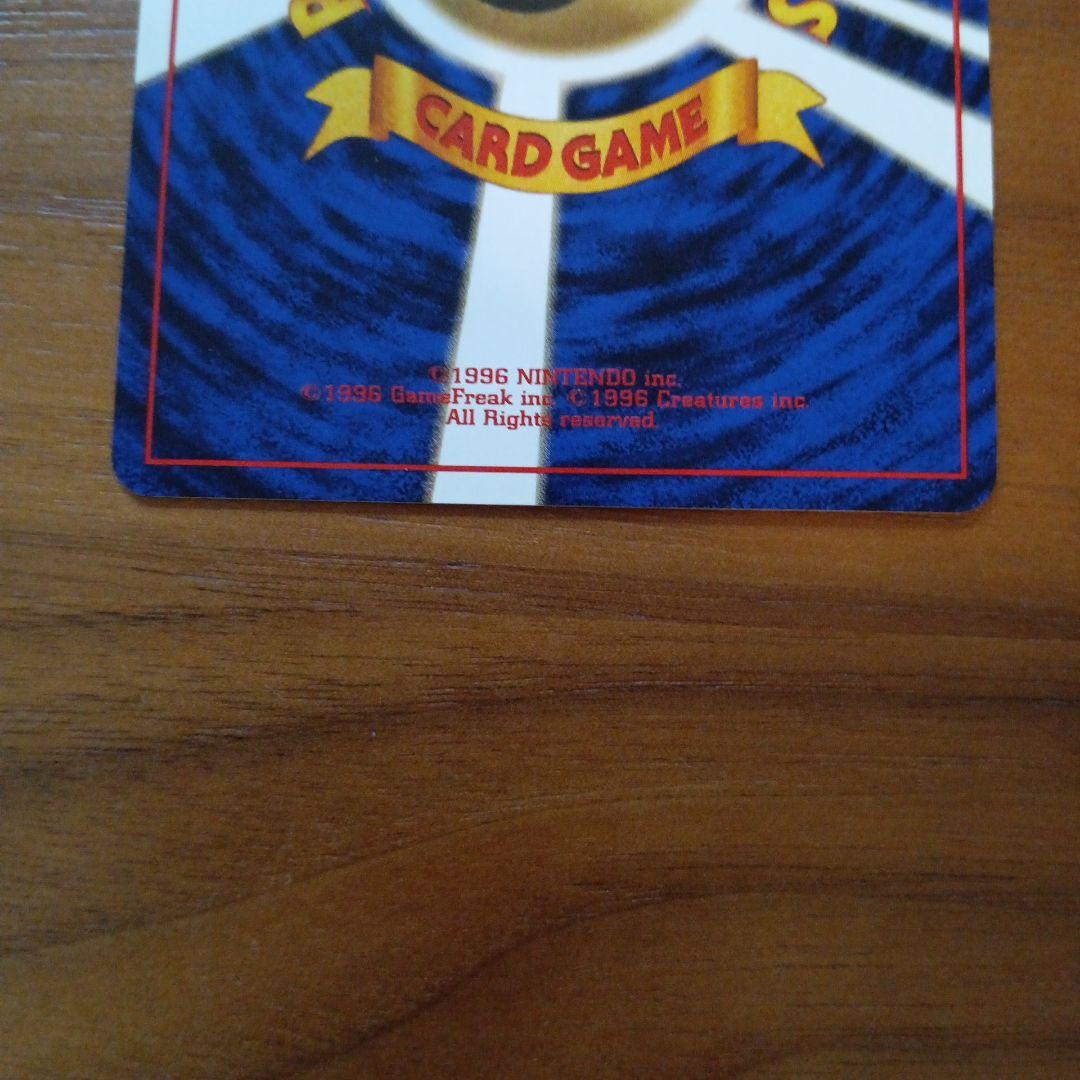 CARD GAME
©1996 NINTENDO inc.
©1996 GameFreak inc. ©1996 Creatures inc.
All Rights reserved.